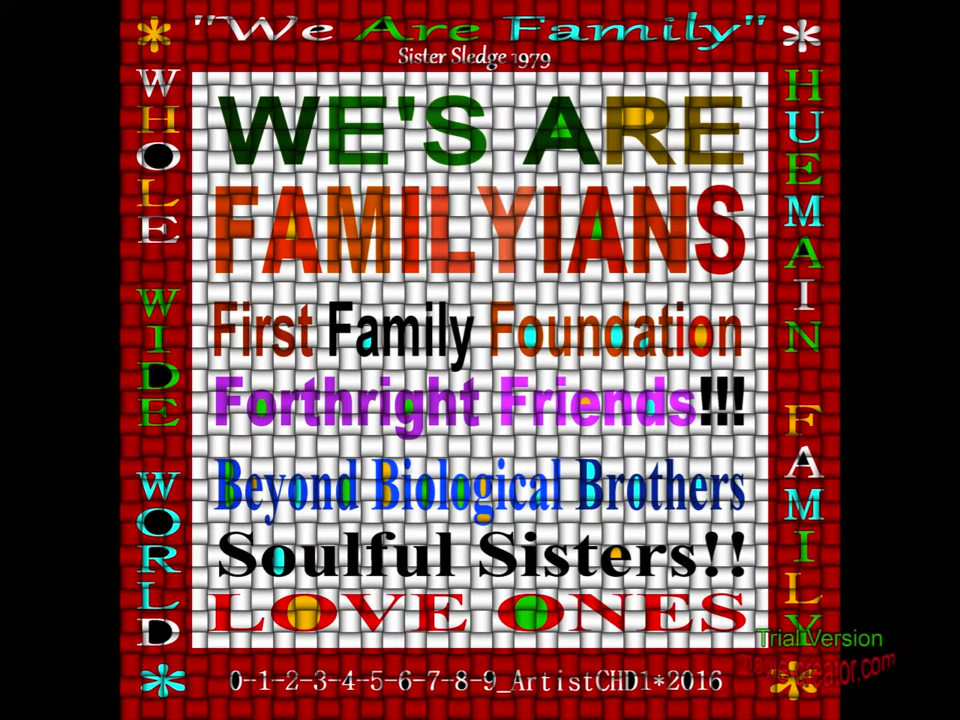 "We Are Family"
Sister Sledge 1979
WHOLE WIDE WORLD
WE'S ARE
FAMILYIANS
First Family Foundation
Forthright Friends!!!
Beyond Biological Brothers
Soulful Sisters!!
LOVE ONES
HUEMAIN FAMILY
0-1-2-3-4-5-6-7-8-9_ArtistCHD1*2016
Trial Version